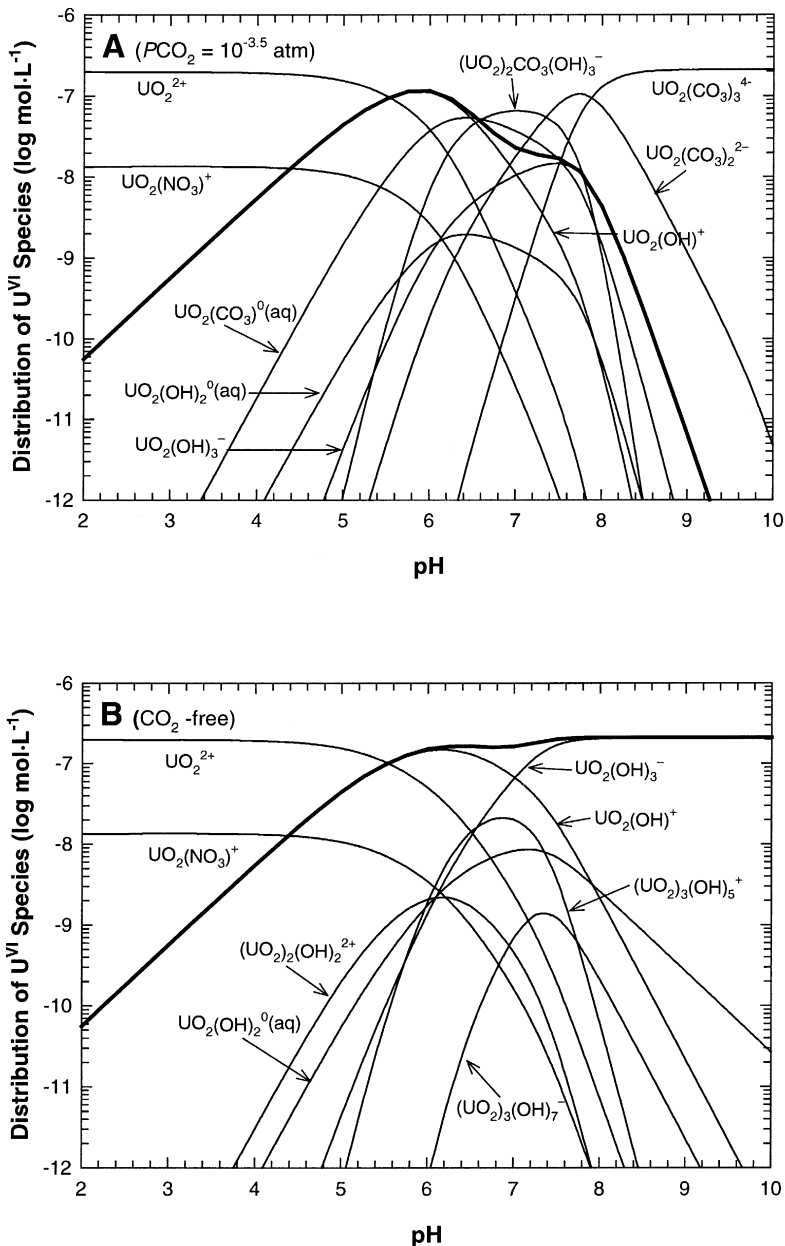 A (PCO₂ = 10⁻³·⁵ atm)
Distribution of Uⱽᴵ Species (log mol·L⁻¹)
-6
-7
-8
-9
-10
-11
-12
UO₂²⁺
UO₂(NO₃)⁺
(UO₂)₂CO₃(OH)₃⁻
UO₂(CO₃)₃⁴⁻
UO₂(CO₃)₂²⁻
UO₂(OH)⁺
UO₂(CO₃)⁰(aq)
UO₂(OH)₂⁰(aq)
UO₂(OH)₃⁻
2 3 4 5 6 7 8 9 10
pH
B (CO₂ -free)
Distribution of Uⱽᴵ Species (log mol·L⁻¹)
-6
-7
-8
-9
-10
-11
-12
UO₂²⁺
UO₂(NO₃)⁺
UO₂(OH)₃⁻
UO₂(OH)⁺
(UO₂)₃(OH)₅⁺
(UO₂)₂(OH)₂²⁺
UO₂(OH)₂⁰(aq)
(UO₂)₃(OH)₇⁻
2 3 4 5 6 7 8 9 10
pH